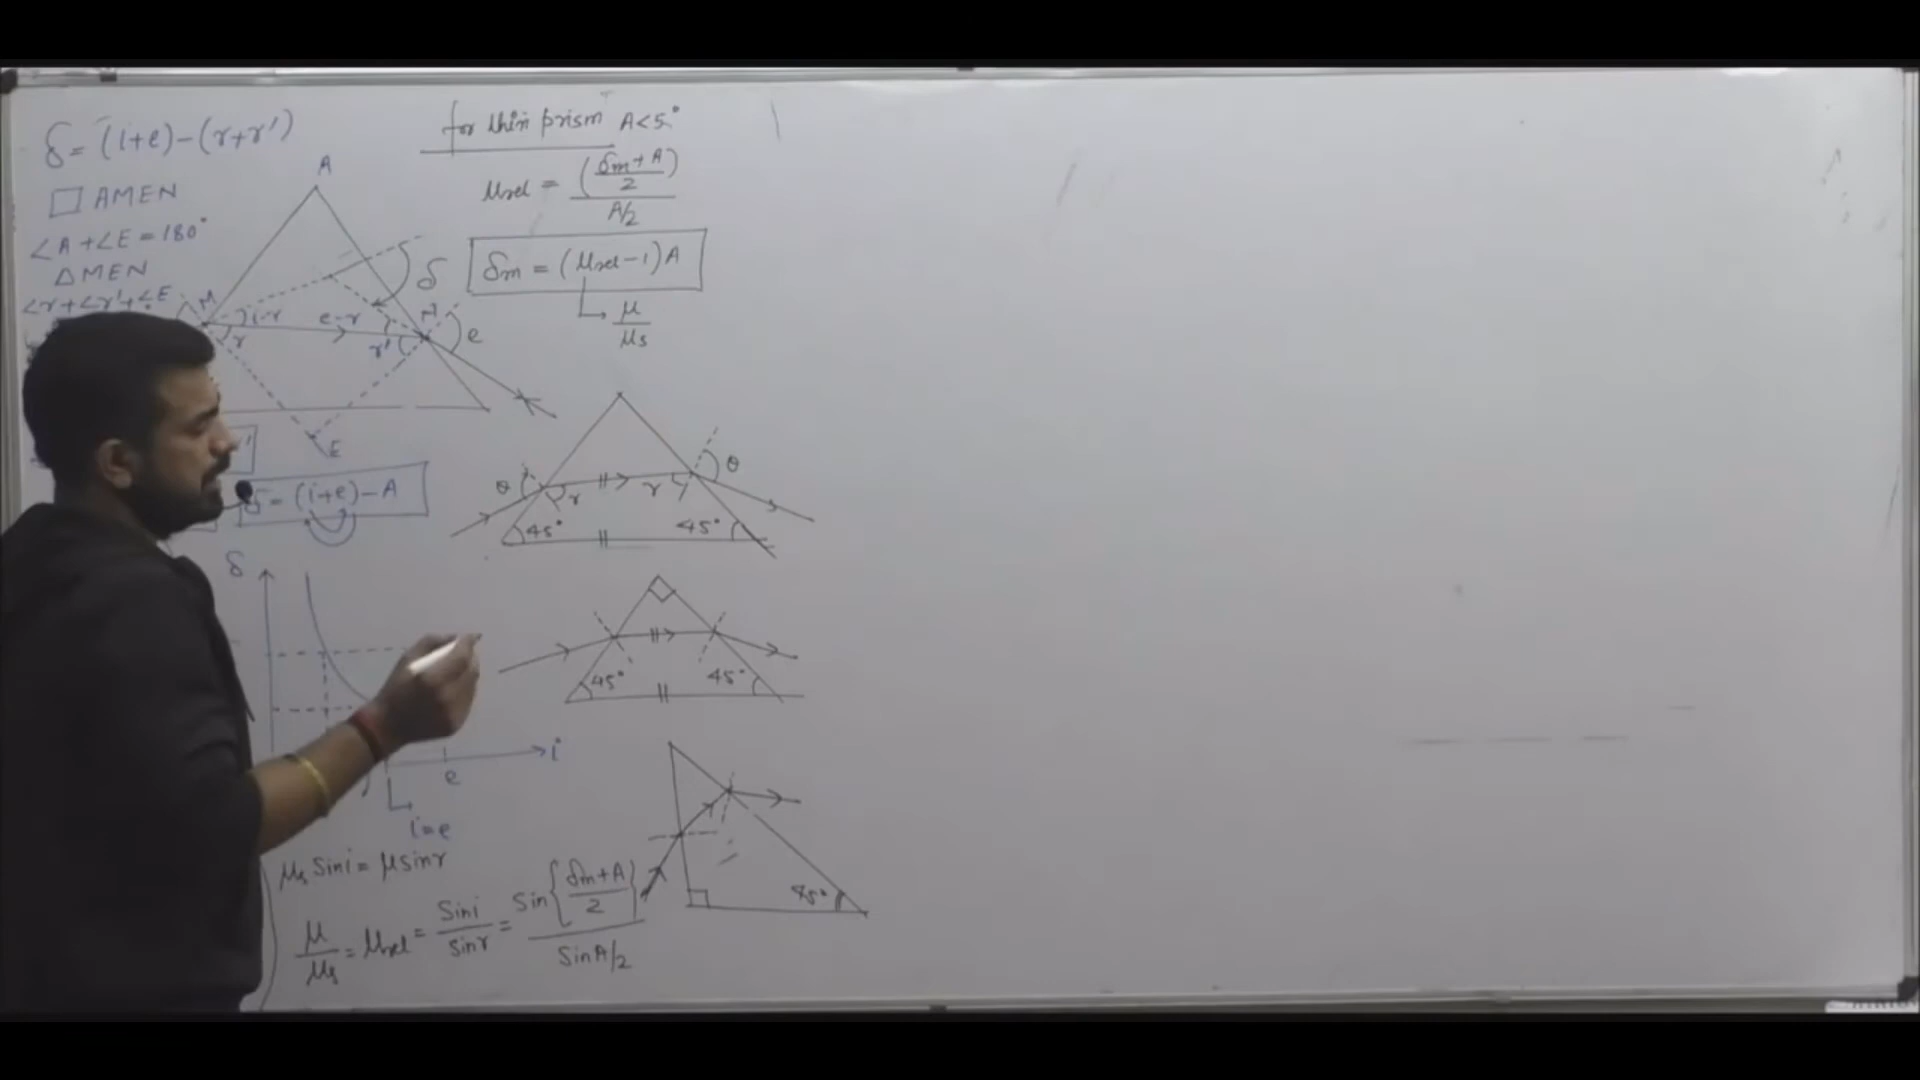 δ = (i+e)-(r+r')
□ AMEN
∠A+∠E = 180°
△MEN
∠r+∠r'+∠E
A
M
N
i-r
e-r
r
r'
δ
e
E
δ = (i+e)-A
for thin prism A<5°
μrel = (δm+A / 2) / A/2
δm = (μrel-1)A
μ/μs
θ
r
r
θ
45°
45°
45°
45°
45°
δ
i
e
i=e
μs Sin i = μ sin r
μ/μs = μrel = Sin i / sin r = Sin{δm+A / 2} / Sin A/2